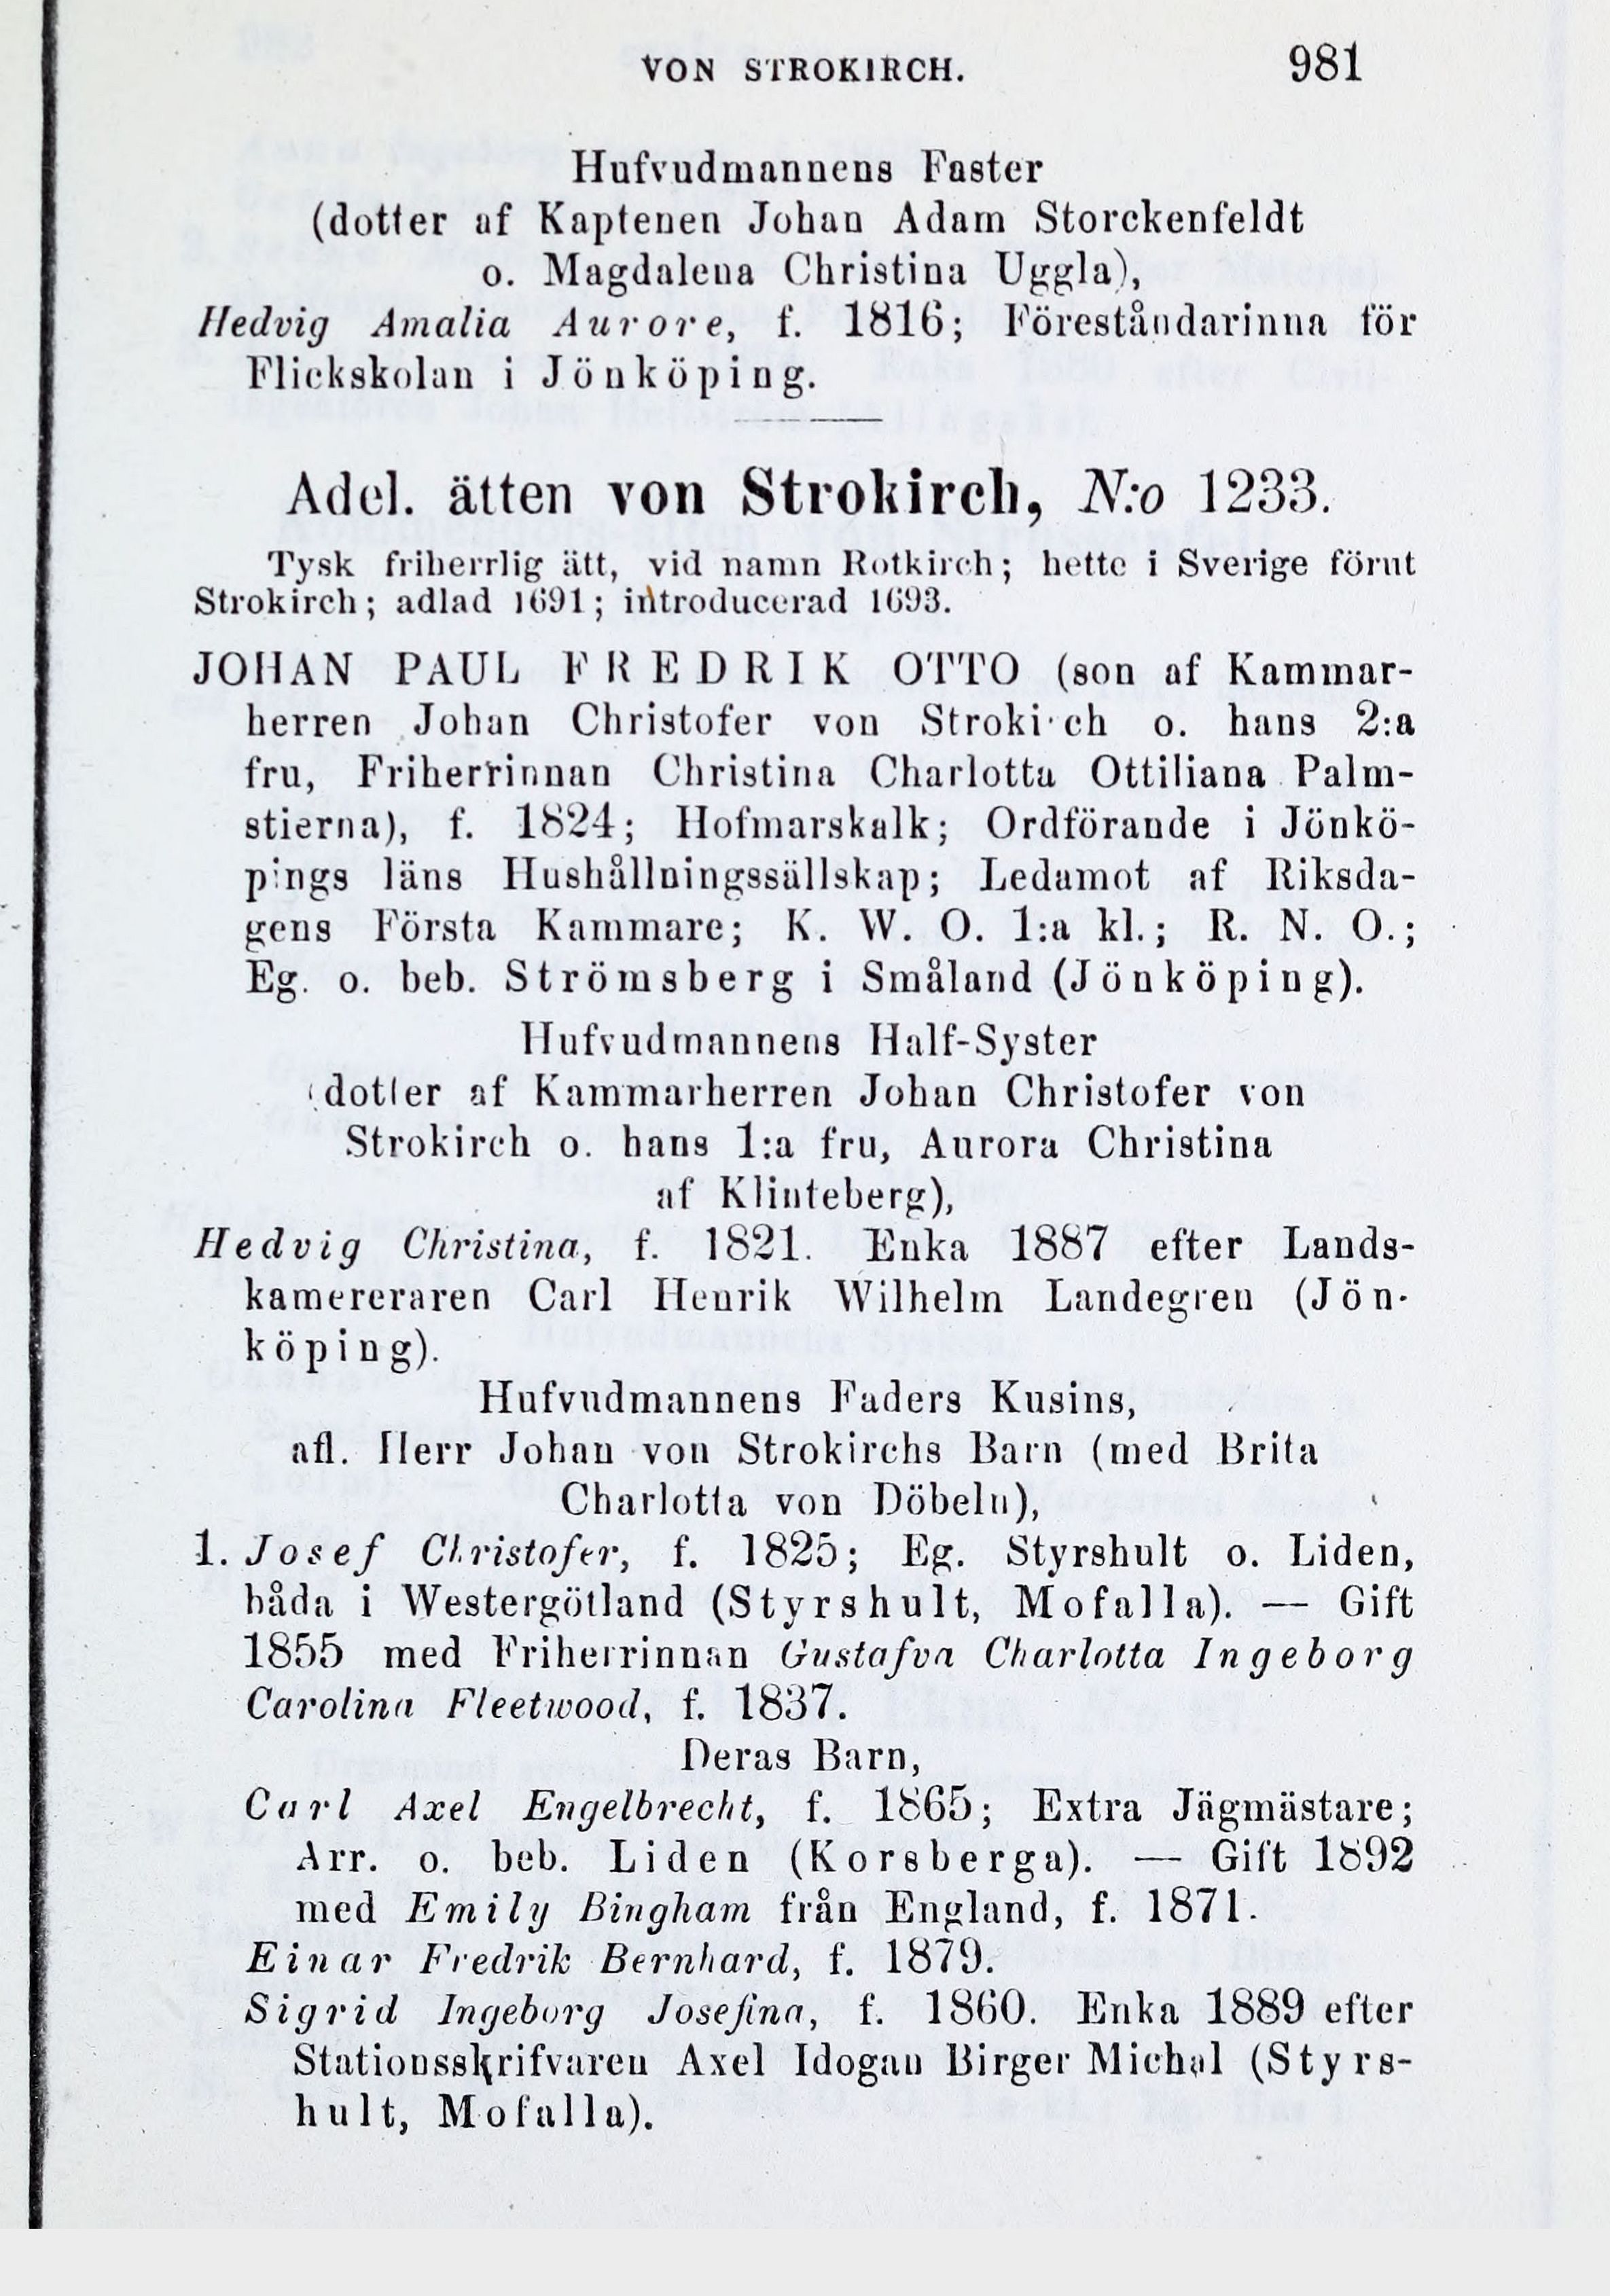 VON STROKIRCH. 981
Hufvudmannens Faster
(dotter af Kaptenen Johan Adam Storckenfeldt
o. Magdalena Christina Uggla),
Hedvig Amalia Aurore, f. 1816; Föreståndarinna för
Flickskolan i Jönköping.
Adel. ätten von Strokirch, N:o 1233.
Tysk friherrlig ätt, vid namn Rotkirch; hette i Sverige förut
Strokirch; adlad 1691; introducerad 1693.
JOHAN PAUL FREDRIK OTTO (son af Kammar-
herren Johan Christofer von Strokirch o. hans 2:a
fru, Friherrinnan Christina Charlotta Ottiliana Palm-
stierna), f. 1824; Hofmarskalk; Ordförande i Jönkö-
pings läns Hushållningssällskap; Ledamot af Riksda-
gens Första Kammare; K. W. O. 1:a kl.; R. N. O.;
Eg. o. beb. Strömsberg i Småland (Jönköping).
Hufvudmannens Half-Syster
(dotter af Kammarherren Johan Christofer von
Strokirch o. hans 1:a fru, Aurora Christina
af Klinteberg),
Hedvig Christina, f. 1821. Enka 1887 efter Lands-
kamereraren Carl Henrik Wilhelm Landegren (Jön-
köping).
Hufvudmannens Faders Kusins,
afl. Herr Johan von Strokirchs Barn (med Brita
Charlotta von Döbeln),
1. Josef Christofer, f. 1825; Eg. Styrshult o. Liden,
båda i Westergötland (Styrshult, Mofalla). — Gift
1855 med Friherrinnan Gustafva Charlotta Ingeborg
Carolina Fleetwood, f. 1837.
Deras Barn,
Carl Axel Engelbrecht, f. 1865; Extra Jägmästare;
Arr. o. beb. Liden (Korsberga). — Gift 1892
med Emily Bingham från England, f. 1871.
Einar Fredrik Bernhard, f. 1879.
Sigrid Ingeborg Josefina, f. 1860. Enka 1889 efter
Stationsskrifvaren Axel Idogan Birger Michal (Styrs-
hult, Mofalla).